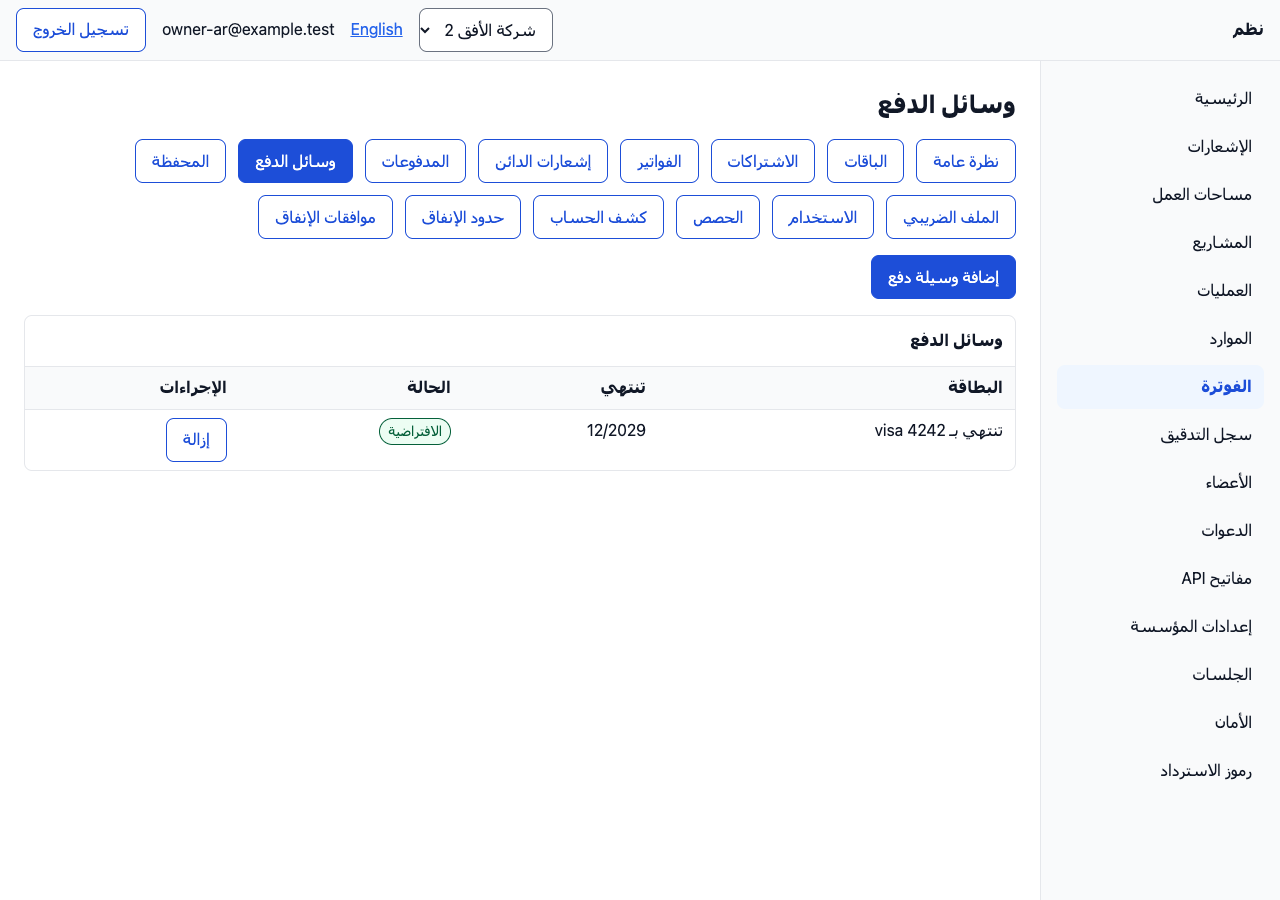 نظم
شركة الأفق 2
English
owner-ar@example.test
تسجيل الخروج
الرئيسية
الإشعارات
مساحات العمل
المشاريع
العمليات
الموارد
الفوترة
سجل التدقيق
الأعضاء
الدعوات
مفاتيح API
إعدادات المؤسسة
الجلسات
الأمان
رموز الاسترداد
وسائل الدفع
نظرة عامة
الباقات
الاشتراكات
الفواتير
إشعارات الدائن
المدفوعات
وسائل الدفع
المحفظة
الملف الضريبي
الاستخدام
الحصص
كشف الحساب
حدود الإنفاق
موافقات الإنفاق
إضافة وسيلة دفع
وسائل الدفع
البطاقة تنتهي الحالة الإجراءات
visa تنتهي بـ 4242 12/2029 الافتراضية إزالة